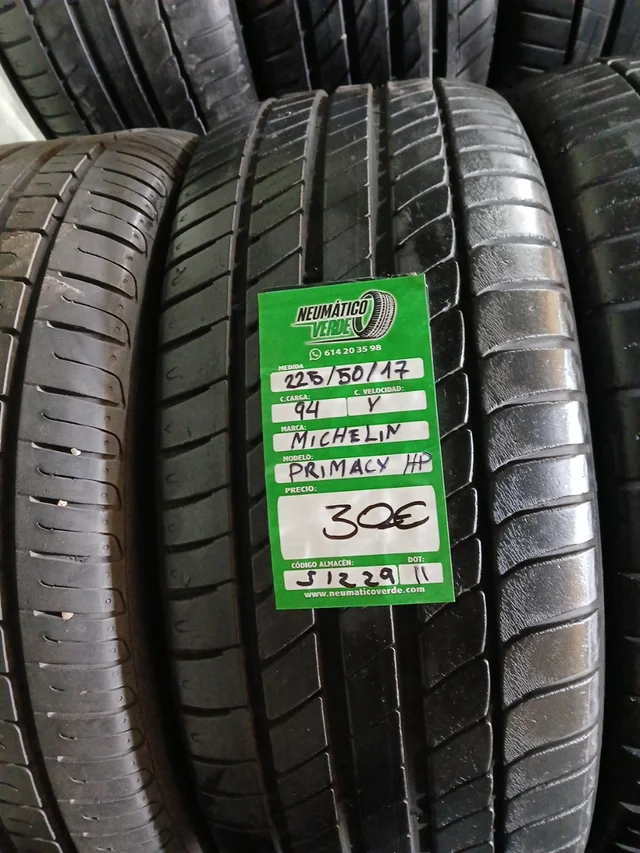 NEUMÁTICO
VERDE
614 20 35 98
MEDIDA
225/50/17
C.CARGA: C. VELOCIDAD:
94 Y
MARCA:
MICHELIN
MODELO:
PRIMACY HP
PRECIO:
30€
CÓDIGO ALMACÉN: DOT:
S1229 11
www.neumaticoverde.com